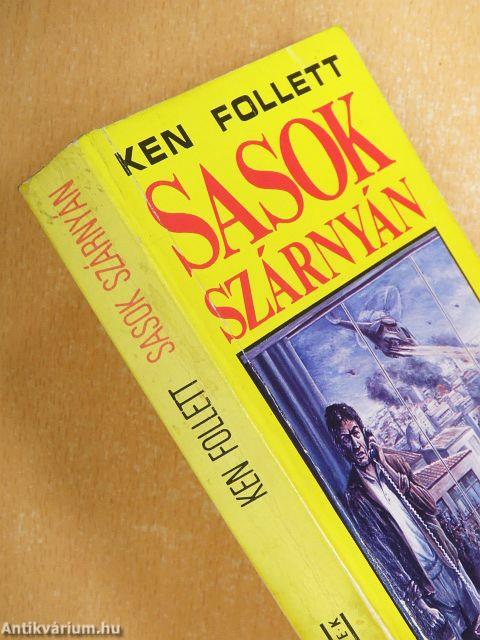 KEN FOLLETT
SASOK
SZÁRNYÁN
KEN FOLLETT SASOK SZÁRNYÁN
Antikvárium.hu